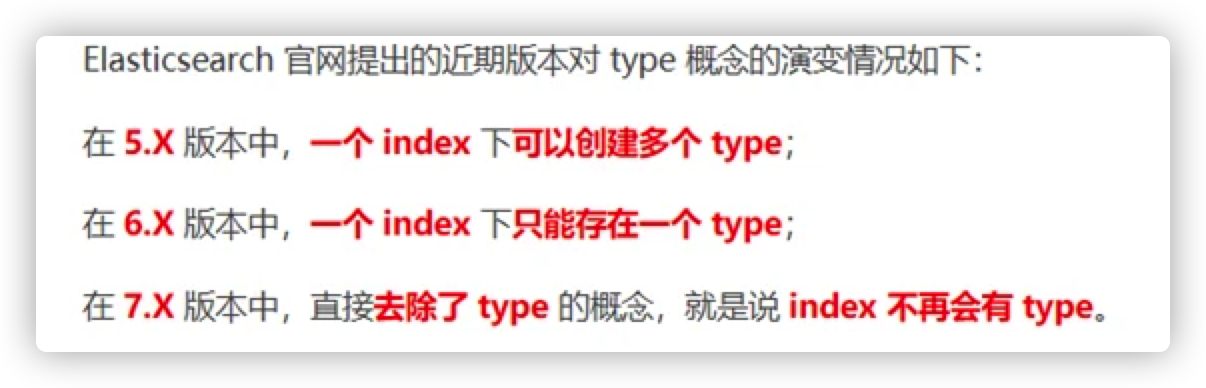 Elasticsearch 官网提出的近期版本对 type 概念的演变情况如下：
在 5.X 版本中，一个 index 下可以创建多个 type；
在 6.X 版本中，一个 index 下只能存在一个 type；
在 7.X 版本中，直接去除了 type 的概念，就是说 index 不再会有 type。